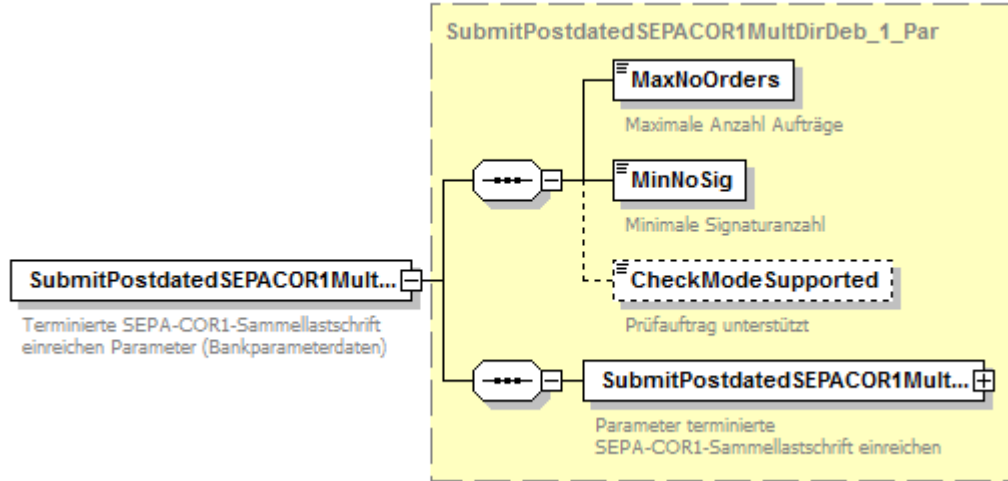 SubmitPostdatedSEPACOR1MultDirDeb_1_Par
MaxNoOrders
Maximale Anzahl Aufträge
MinNoSig
Minimale Signaturanzahl
SubmitPostdatedSEPACOR1Mult...
Terminierte SEPA-COR1-Sammellastschrift
einreichen Parameter (Bankparameterdaten)
CheckModeSupported
Prüfauftrag unterstützt
SubmitPostdatedSEPACOR1Mult...
Parameter terminierte
SEPA-COR1-Sammellastschrift einreichen